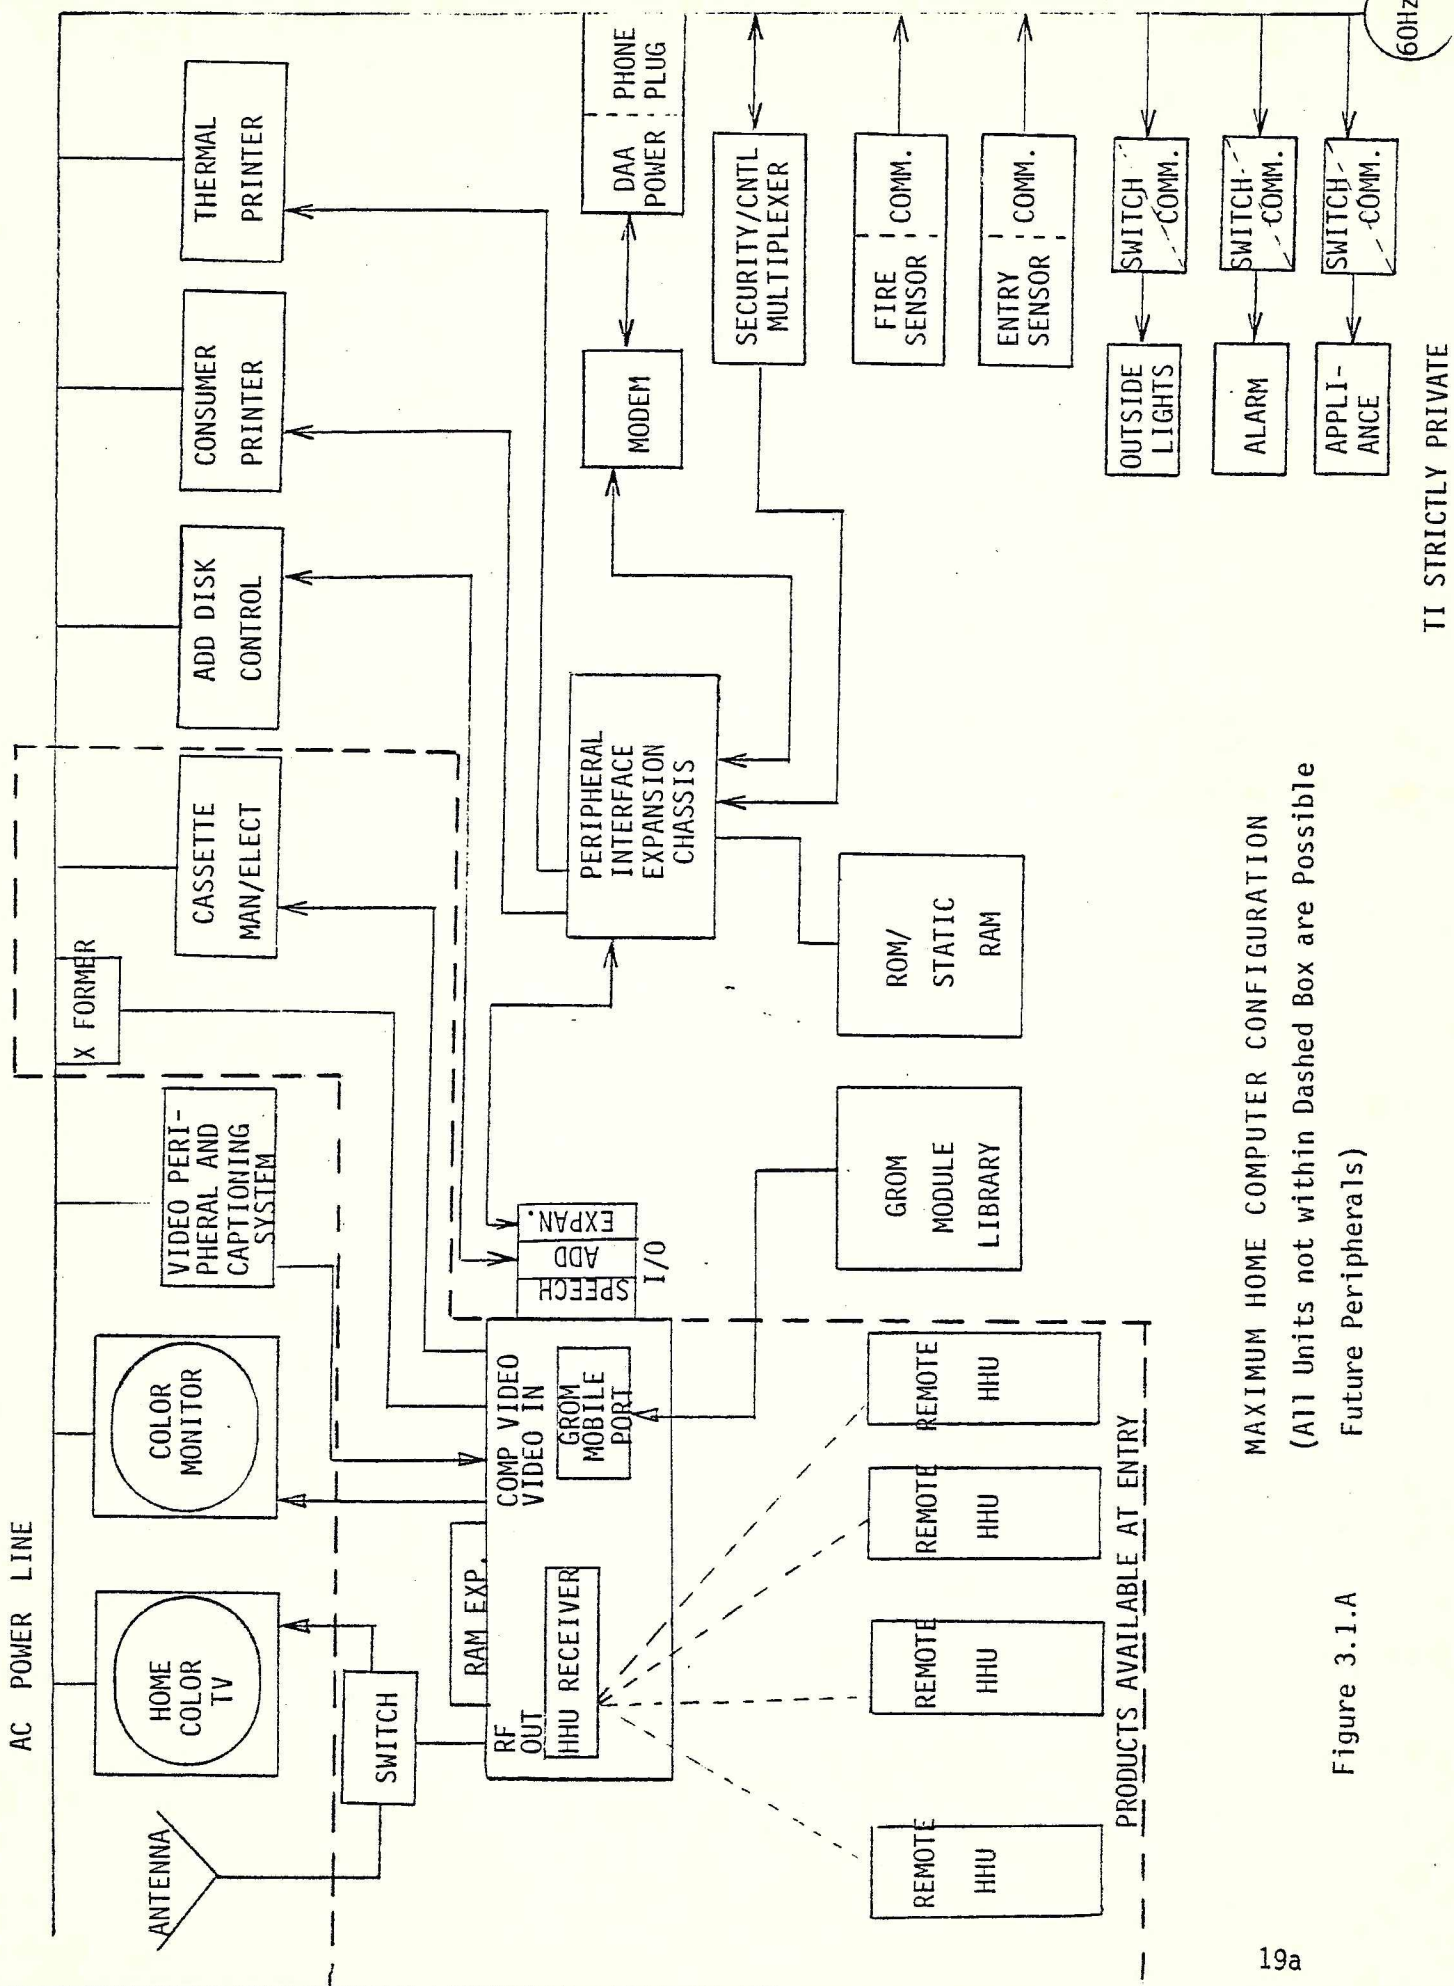 AC POWER LINE
ANTENNA
HOME
COLOR
TV
COLOR
MONITOR
VIDEO PERI-
PHERAL AND
CAPTIONING
SYSTEM
X FORMER
CASSETTE
MAN/ELECT
ADD DISK
CONTROL
CONSUMER
PRINTER
THERMAL
PRINTER
SWITCH
RAM EXP.
RF
OUT
HHU RECEIVER
COMP VIDEO
VIDEO IN
GROM
MOBILE
PORT
SPEECH
ADD
EXPAN.
I/O
PERIPHERAL
INTERFACE
EXPANSION
CHASSIS
MODEM
DAA
POWER
PHONE
PLUG
SECURITY/CNTL
MULTIPLEXER
FIRE
SENSOR
COMM.
ENTRY
SENSOR
COMM.
OUTSIDE
LIGHTS
SWITCH
COMM.
ALARM
SWITCH
COMM.
APPLI-
ANCE
SWITCH
COMM.
60Hz
GROM
MODULE
LIBRARY
ROM/
STATIC
RAM
REMOTE
HHU
REMOTE
HHU
REMOTE
HHU
REMOTE
HHU
PRODUCTS AVAILABLE AT ENTRY
MAXIMUM HOME COMPUTER CONFIGURATION
(All Units not within Dashed Box are Possible
Future Peripherals)
Figure 3.1.A
TI STRICTLY PRIVATE
19a